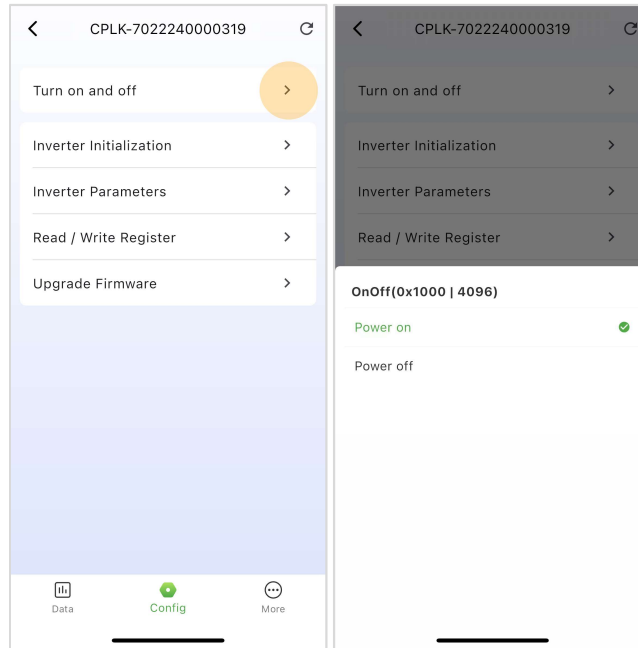 CPLK-7022240000319
Turn on and off
Inverter Initialization
Inverter Parameters
Read / Write Register
Upgrade Firmware
Data
Config
More
CPLK-7022240000319
Turn on and off
Inverter Initialization
Inverter Parameters
Read / Write Register
OnOff(0x1000 | 4096)
Power on
Power off